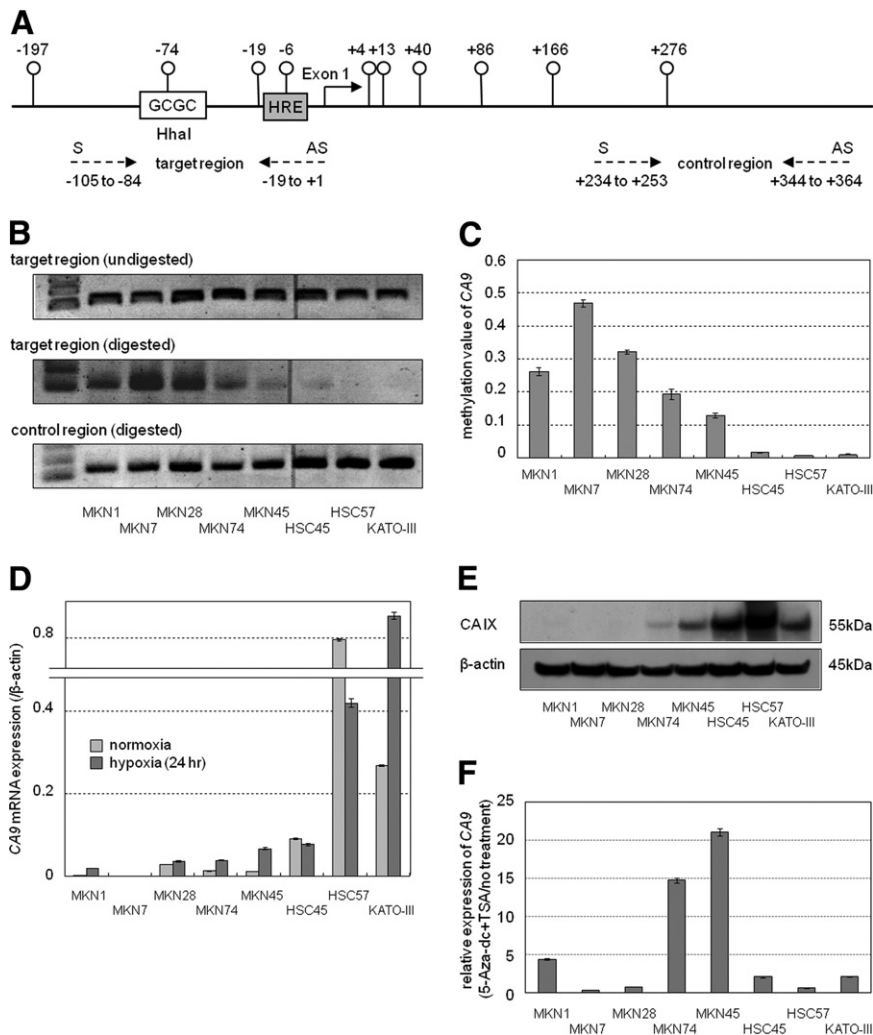 A
-197 -74 -19 -6 +4 +13 +40 +86 +166 +276
Exon 1
GCGC HRE
HhaI
S target region AS S control region AS
-105 to -84 -19 to +1 +234 to +253 +344 to +364
B
target region (undigested)
target region (digested)
control region (digested)
MKN1 MKN28 MKN45 HSC57
MKN7 MKN74 HSC45 KATO-III
C
methylation value of CA9
0.6
0.5
0.4
0.3
0.2
0.1
0
MKN1 MKN28 MKN45 HSC57
MKN7 MKN74 HSC45 KATO-III
D
CA9 mRNA expression (/β-actin)
0.8
0.4
0.2
0
normoxia
hypoxia (24 hr)
MKN1 MKN28 MKN45 HSC57
MKN7 MKN74 HSC45 KATO-III
E
CAIX 55kDa
β-actin 45kDa
MKN1 MKN28 MKN45 HSC57
MKN7 MKN74 HSC45 KATO-III
F
relative expression of CA9
(5-Aza-dc+TSA/no treatment)
25
20
15
10
5
0
MKN1 MKN28 MKN45 HSC57
MKN7 MKN74 HSC45 KATO-III